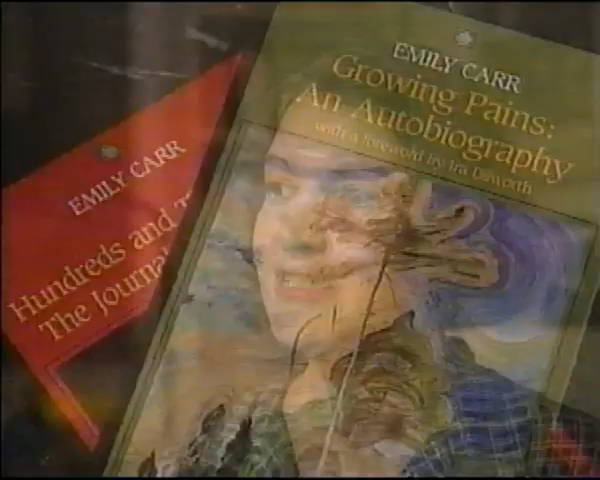 EMILY CARR
Growing Pains:
An Autobiography
with a foreword by Ira Dilworth
EMILY CARR
Hundreds and T
The Journal